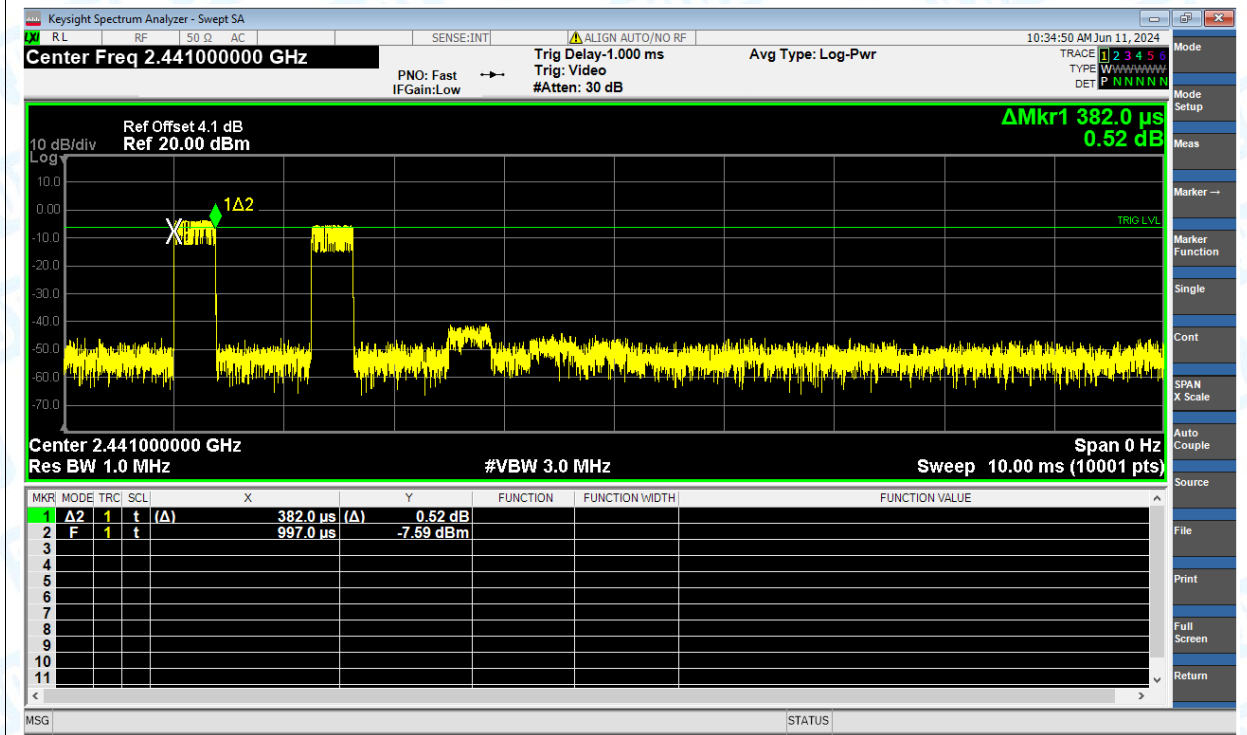 Keysight Spectrum Analyzer - Swept SA
LXI RL RF 50 Ω AC SENSE:INT ALIGN AUTO/NO RF 10:34:50 AM Jun 11, 2024
Center Freq 2.441000000 GHz
PNO: Fast
IFGain:Low
Trig Delay-1.000 ms
Trig: Video
#Atten: 30 dB
Avg Type: Log-Pwr
TRACE 1 2 3 4 5 6
TYPE WWWWWW
DET P N N N N N
ΔMkr1 382.0 µs
0.52 dB
Ref Offset 4.1 dB
10 dB/div Ref 20.00 dBm
Log
10.0
0.00
-10.0
-20.0
-30.0
-40.0
-50.0
-60.0
-70.0
1Δ2
TRIG LVL
Center 2.441000000 GHz Span 0 Hz
Res BW 1.0 MHz #VBW 3.0 MHz Sweep 10.00 ms (10001 pts)
MKR MODE TRC SCL X Y FUNCTION FUNCTION WIDTH FUNCTION VALUE
1 Δ2 1 t (Δ) 382.0 µs (Δ) 0.52 dB
2 F 1 t 997.0 µs -7.59 dBm
3
4
5
6
7
8
9
10
11
MSG STATUS
Mode
Mode
Setup
Meas
Marker →
Marker
Function
Single
Cont
SPAN
X Scale
Auto
Couple
Source
File
Print
Full
Screen
Return